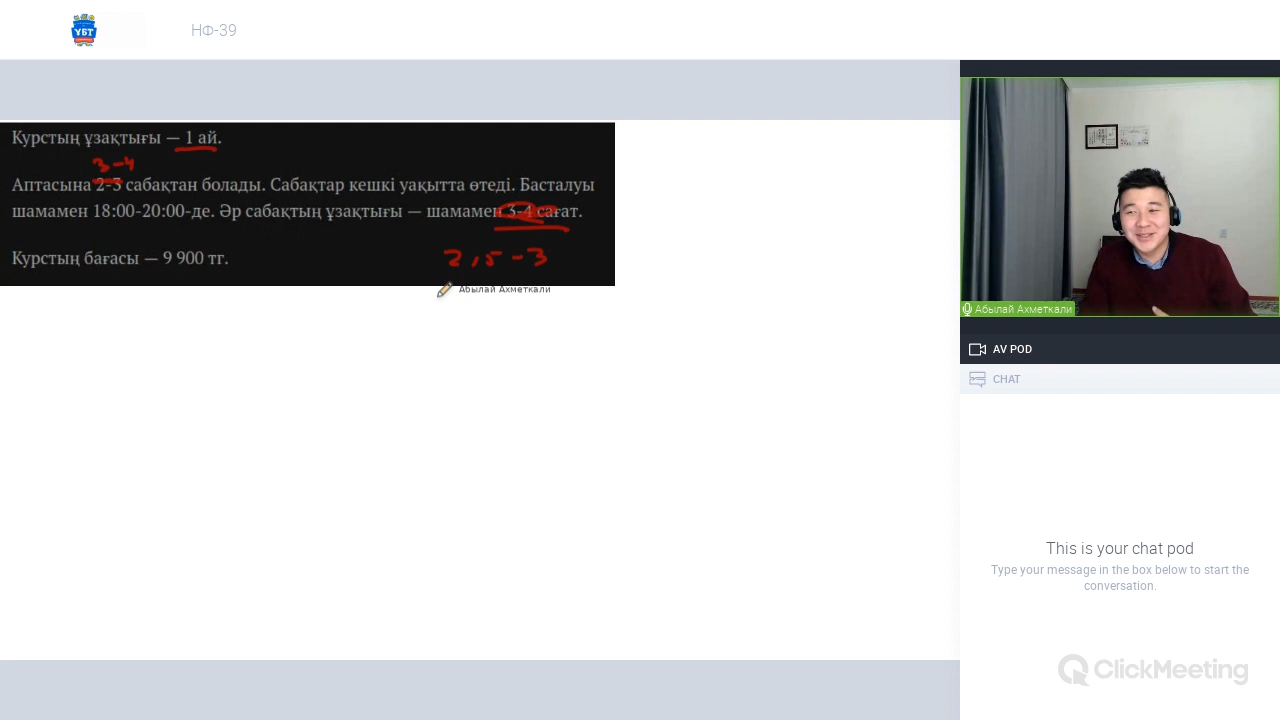 ҰБТ
НФ-39
Курстың ұзақтығы — 1 ай.
3-4
Аптасына 2-3 сабақтан болады. Сабақтар кешкі уақытта өтеді. Басталуы
шамамен 18:00-20:00-де. Әр сабақтың ұзақтығы — шамамен 3-4 сағат.
Курстың бағасы — 9 900 тг.
2,5-3
Абылай Ахметкали
Абылай Ахметкали
AV POD
CHAT
This is your chat pod
Type your message in the box below to start the
conversation.
ClickMeeting